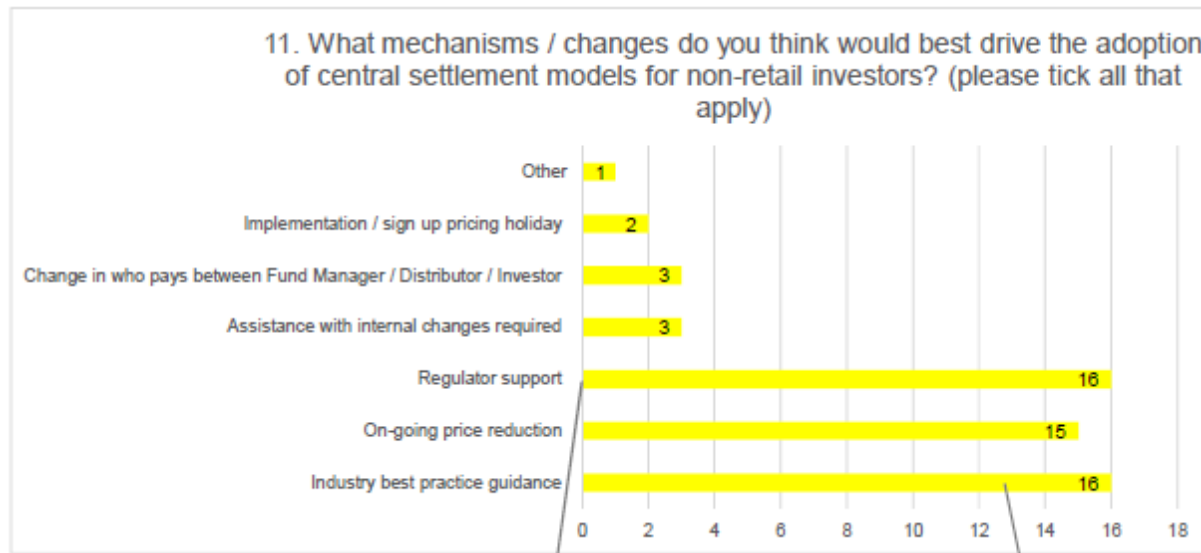 11. What mechanisms / changes do you think would best drive the adoption
of central settlement models for non-retail investors? (please tick all that
apply)
Other 1
Implementation / sign up pricing holiday 2
Change in who pays between Fund Manager / Distributor / Investor 3
Assistance with internal changes required 3
Regulator support 16
On-going price reduction 15
Industry best practice guidance 16
0 2 4 6 8 10 12 14 16 18